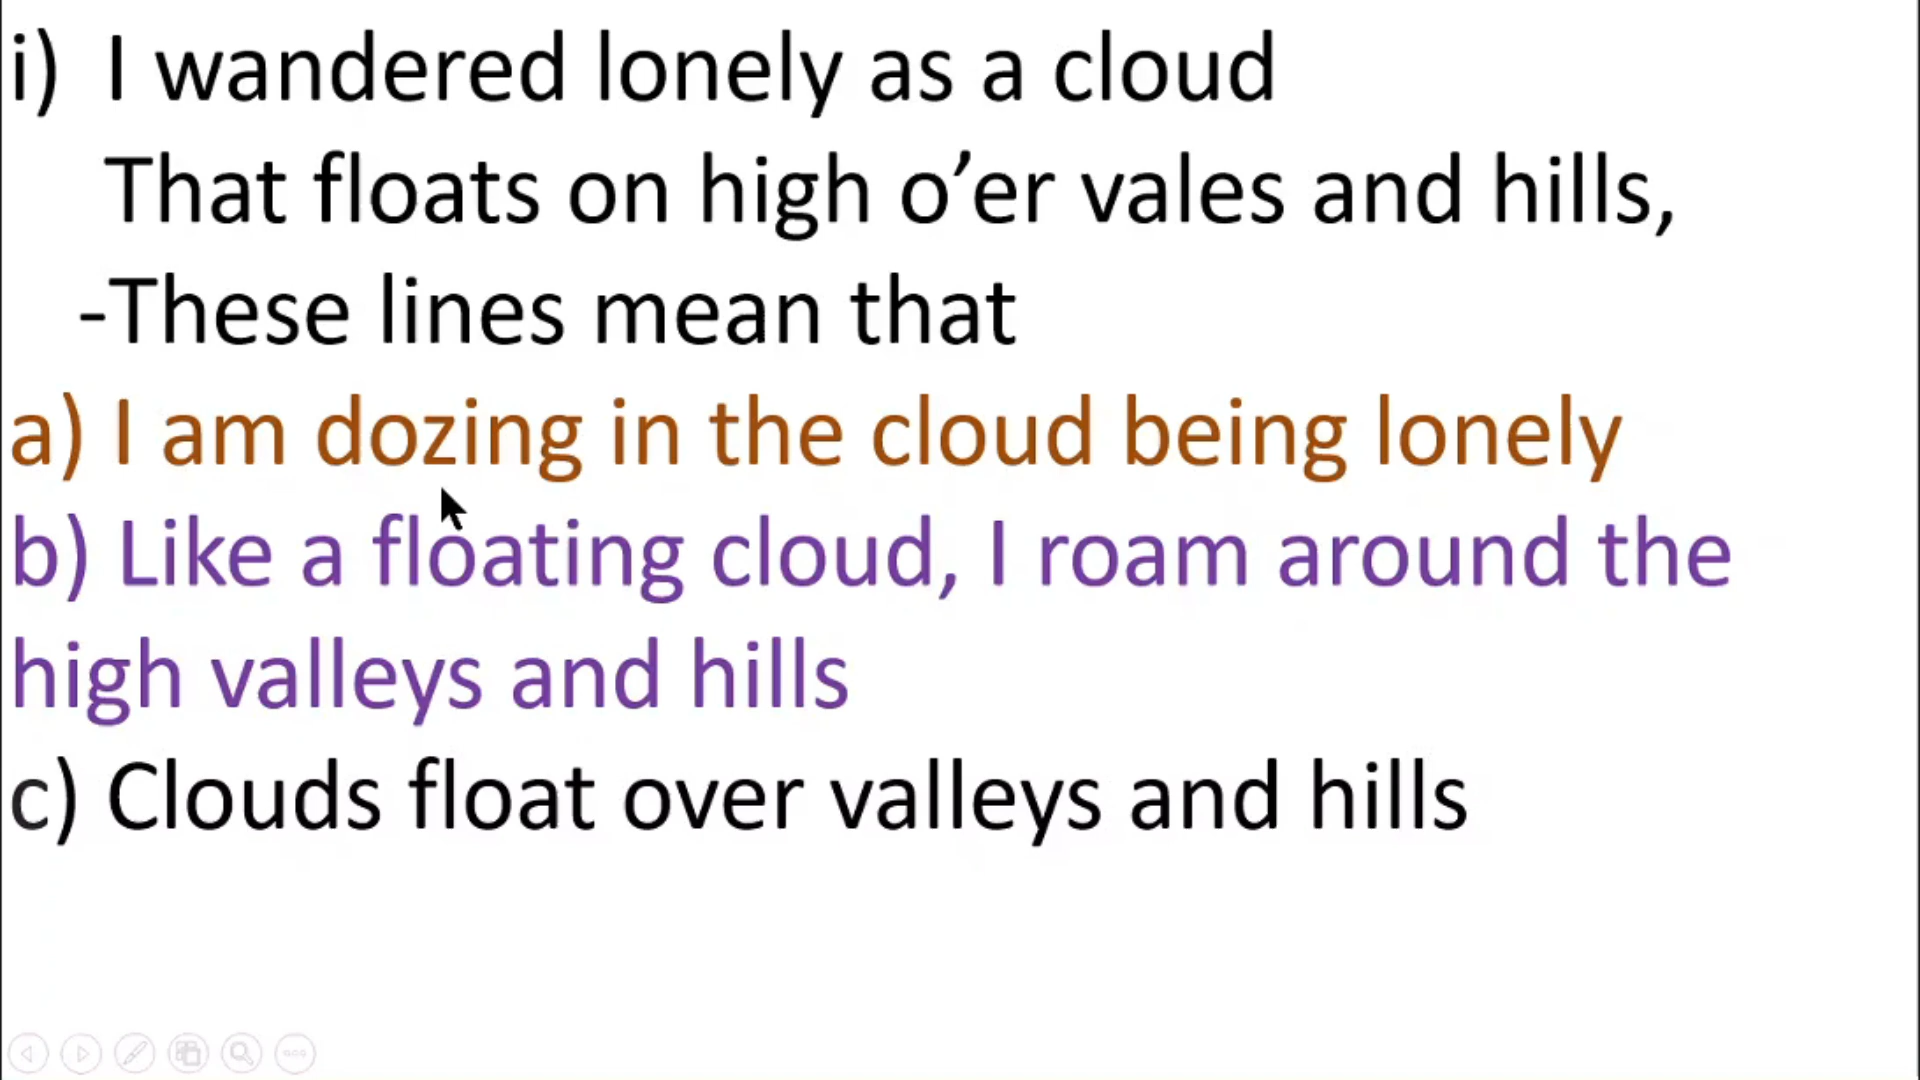 i) I wandered lonely as a cloud
That floats on high o’er vales and hills,
-These lines mean that
a) I am dozing in the cloud being lonely
b) Like a floating cloud, I roam around the
high valleys and hills
c) Clouds float over valleys and hills